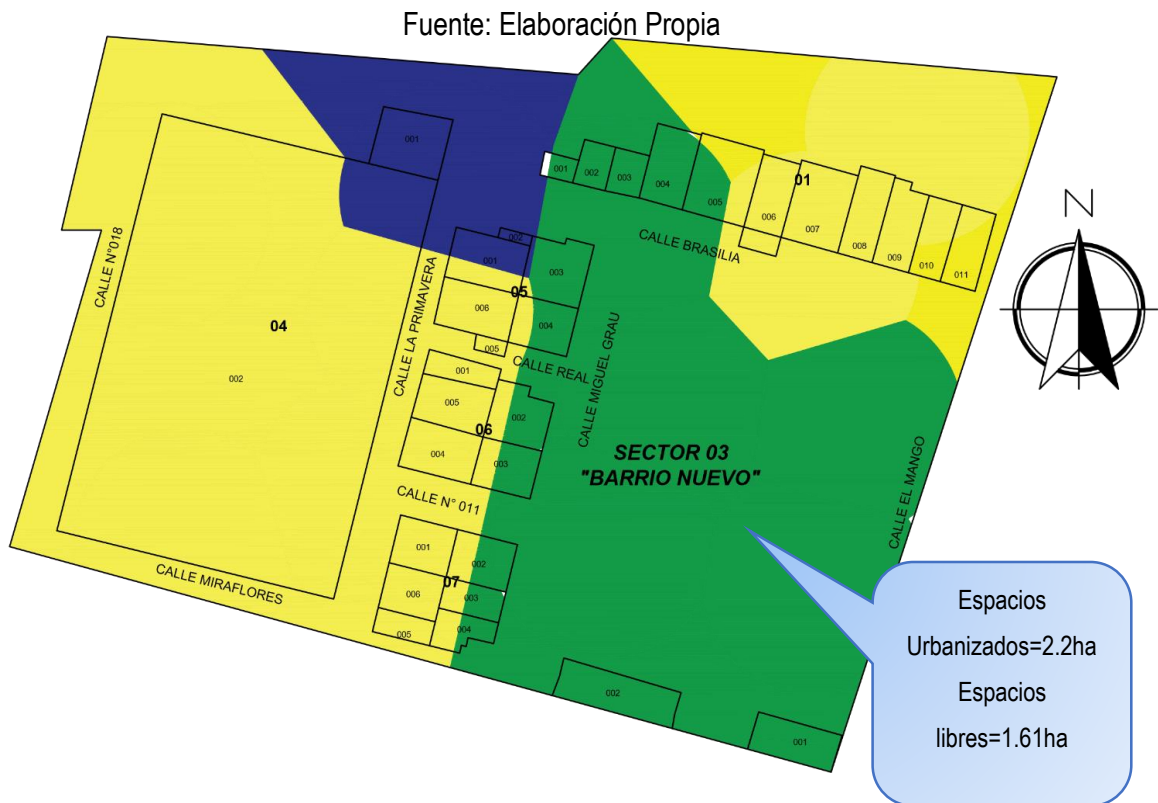 Fuente: Elaboración Propia
N
001
001
002
003
004
005
01
006
007
008
009
010
011
CALLE BRASILIA
CALLE N°018
04
002
CALLE LA PRIMAVERA
002
001
003
05
006
004
005
CALLE REAL
CALLE MIGUEL GRAU
001
005
002
06
004
003
CALLE N° 011
SECTOR 03
"BARRIO NUEVO"
CALLE EL MANGO
001
002
07
006
003
005
004
CALLE MIRAFLORES
002
001
Espacios
Urbanizados=2.2ha
Espacios
libres=1.61ha